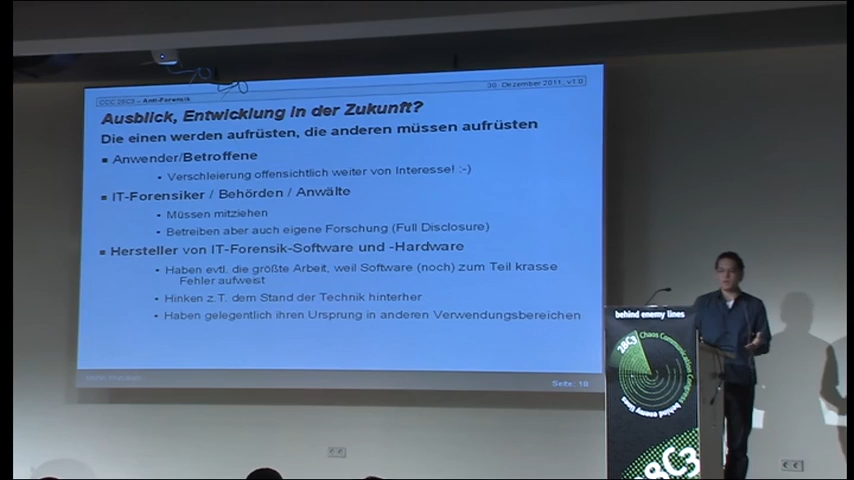 CCC 28C3 – Anti-Forensik
30. Dezember 2011, v1.0
Ausblick, Entwicklung in der Zukunft?
Die einen werden aufrüsten, die anderen müssen aufrüsten
▪ Anwender/Betroffene
• Verschleierung offensichtlich weiter von Interesse! :-)
▪ IT-Forensiker / Behörden / Anwälte
• Müssen mitziehen
• Betreiben aber auch eigene Forschung (Full Disclosure)
▪ Hersteller von IT-Forensik-Software und -Hardware
• Haben evtl. die größte Arbeit, weil Software (noch) zum Teil krasse
Fehler aufweist
• Hinken z.T. dem Stand der Technik hinterher
• Haben gelegentlich ihren Ursprung in anderen Verwendungsbereichen
Seite: 18
behind enemy lines
28C3 Chaos Communication Congress
behind enemy lines
28C3